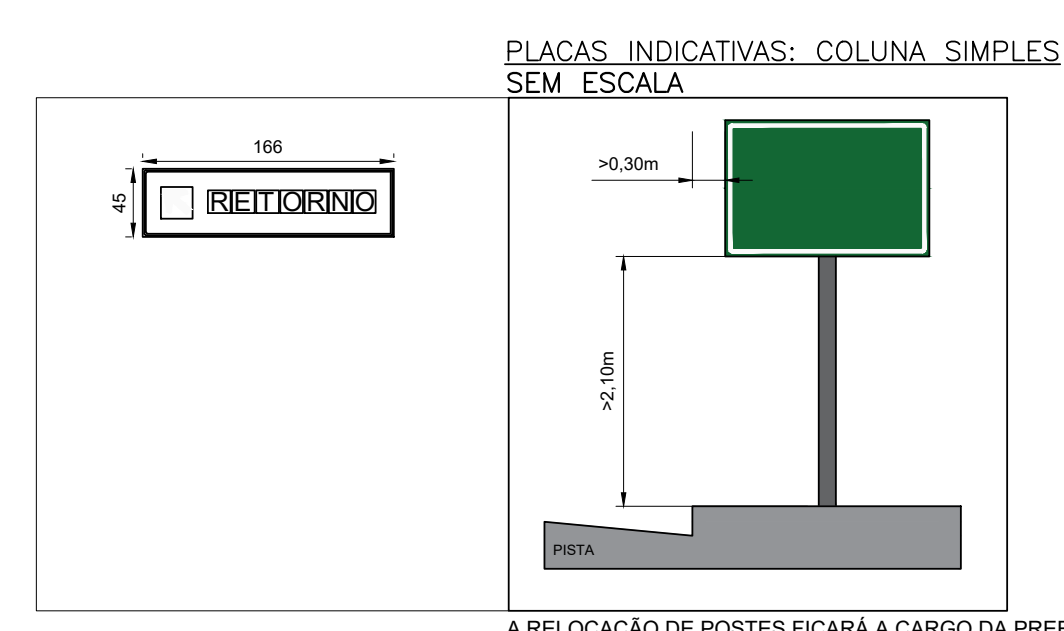 PLACAS INDICATIVAS: COLUNA SIMPLES
SEM ESCALA
166
45
RETORNO
>0,30m
>2,10m
PISTA
A RELOCAÇÃO DE POSTES FICARÁ A CARGO DA